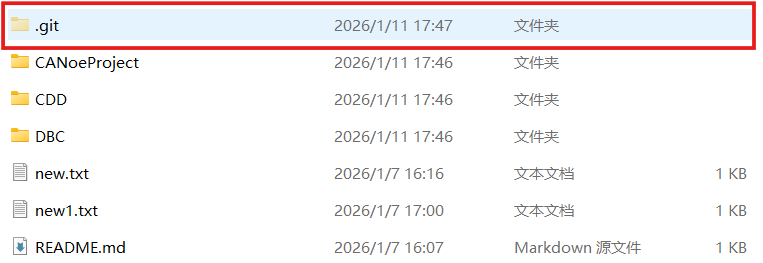 .git 2026/1/11 17:47 文件夹
CANoeProject 2026/1/11 17:46 文件夹
CDD 2026/1/11 17:46 文件夹
DBC 2026/1/11 17:46 文件夹
new.txt 2026/1/7 16:16 文本文档 1 KB
new1.txt 2026/1/7 17:00 文本文档 1 KB
README.md 2026/1/7 16:07 Markdown 源文件 1 KB